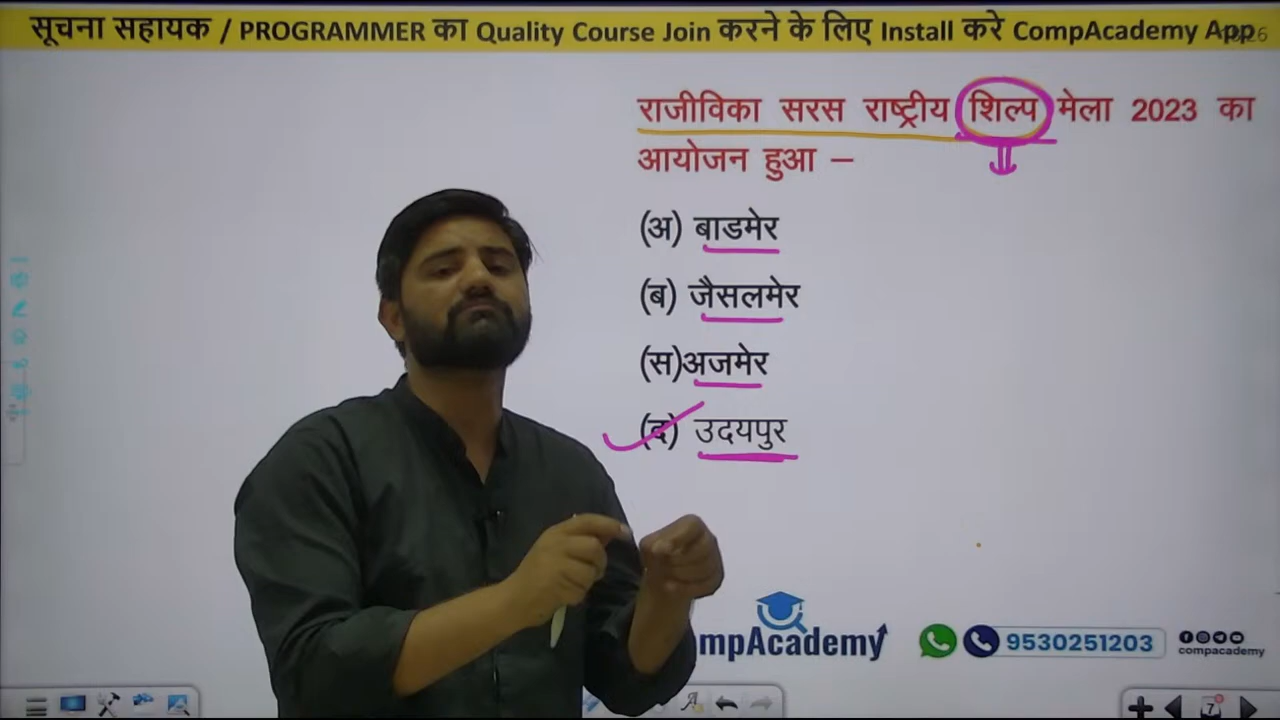 सूचना सहायक / PROGRAMMER का Quality Course Join करने के लिए Install करे CompAcademy App
राजीविका सरस राष्ट्रीय शिल्प मेला 2023 का
आयोजन हुआ –
(अ) बाडमेर
(ब) जैसलमेर
(स)अजमेर
(द) उदयपुर
mpAcademy
9530251203
compacademy
7